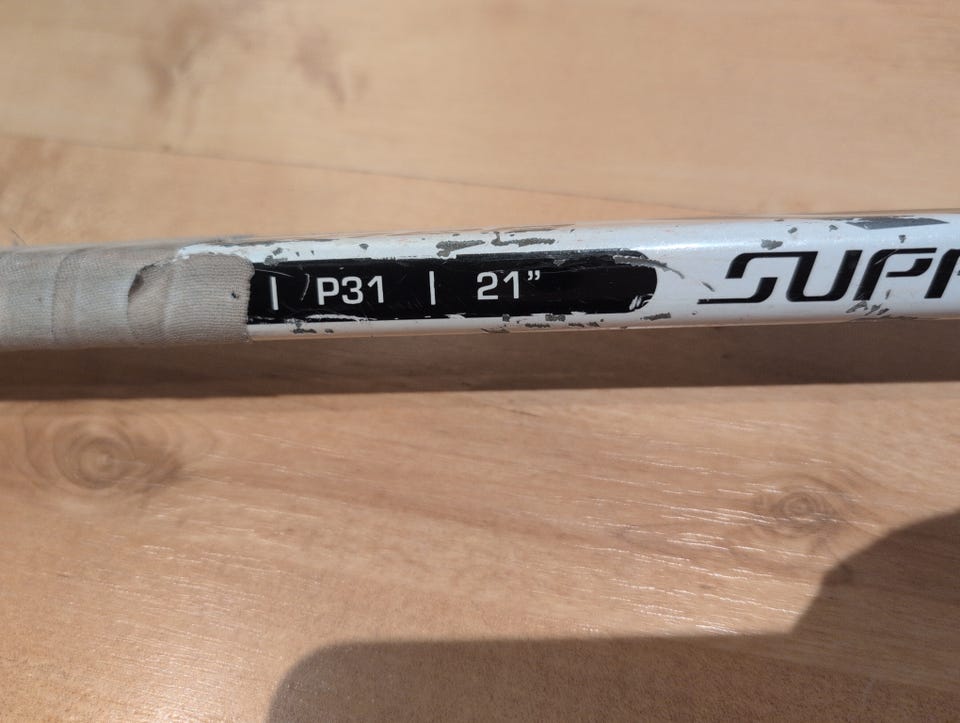 | P31 | 21”